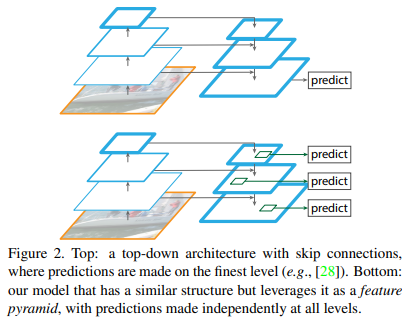 predict
predict
predict
predict
Figure 2. Top: a top-down architecture with skip connections,
where predictions are made on the finest level (e.g., [28]). Bottom:
our model that has a similar structure but leverages it as a feature
pyramid, with predictions made independently at all levels.